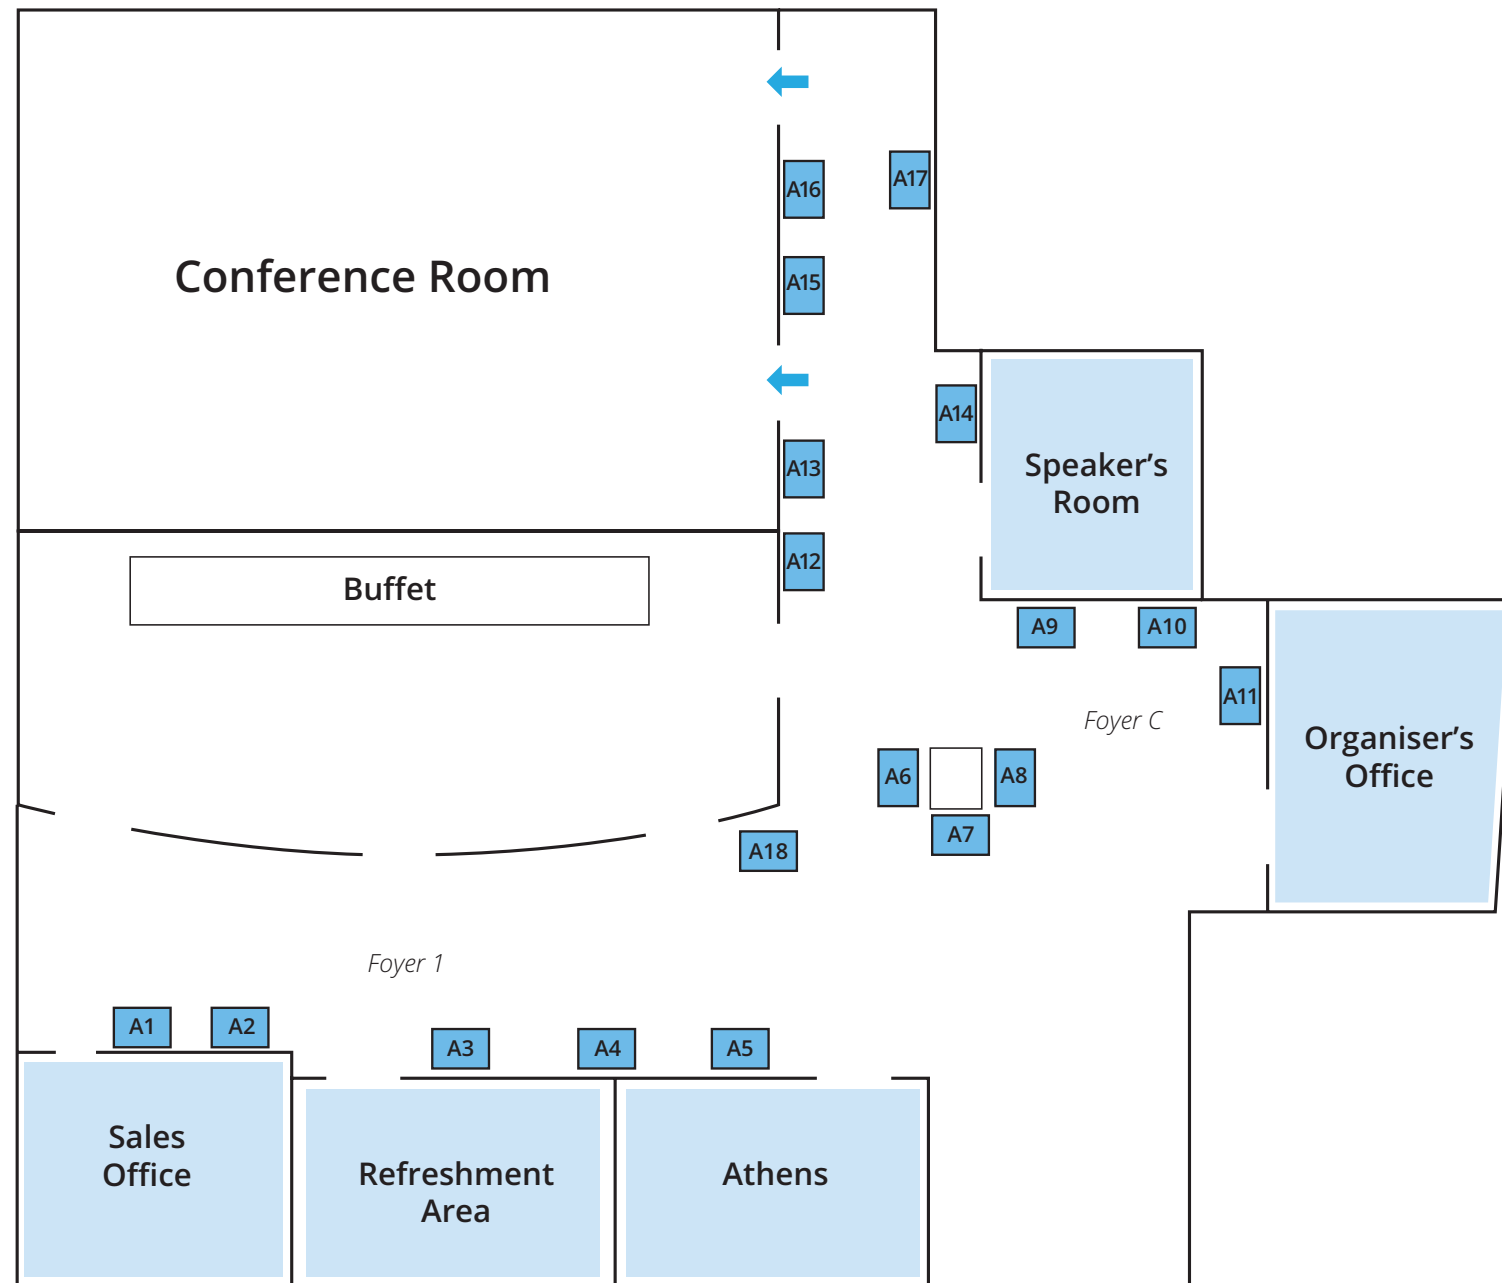 A17
A16
Conference Room
A15
A14
Speaker’s
Room
A13
A12
Buffet
A9
A10
A11
Foyer C
Organiser’s
Office
A6
A8
A7
A18
Foyer 1
A1
A2
A3
A4
A5
Sales
Office
Refreshment
Area
Athens